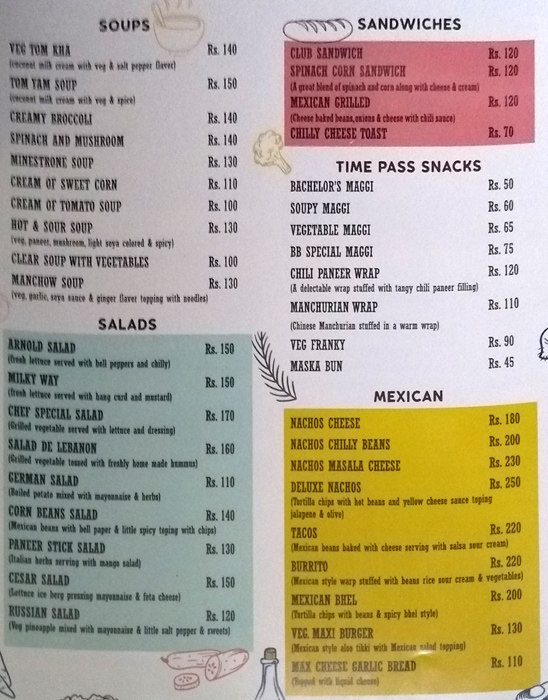 SOUPS
VEG TOM KHA Rs. 140
(coconut milk cream with veg & salt pepper flavor)
TOM YAM SOUP Rs. 150
(coconut milk cream with veg & spicy)
CREAMY BROCCOLI Rs. 140
SPINACH AND MUSHROOM Rs. 140
MINESTRONE SOUP Rs. 130
CREAM OF SWEET CORN Rs. 110
CREAM OF TOMATO SOUP Rs. 100
HOT & SOUR SOUP Rs. 130
(veg, paneer, mushroom, light soya colored & spicy)
CLEAR SOUP WITH VEGETABLES Rs. 100
MANCHOW SOUP Rs. 130
(veg, garlic, soya sauce & ginger flavor topping with noodles)
SALADS
ARNOLD SALAD Rs. 150
(fresh lettuce served with bell peppers and chilly)
MILKY WAY Rs. 150
(fresh lettuce served with hang curd and mustard)
CHEF SPECIAL SALAD Rs. 170
(Grilled vegetable served with lettuce and dressing)
SALAD DE LEBANON Rs. 160
(Grilled vegetable tossed with freshly home made hummus)
GERMAN SALAD Rs. 110
(Boiled potato mixed with mayonnaise & herbs)
CORN BEANS SALAD Rs. 140
(Mexican beans with bell paper & little spicy toping with chips)
PANEER STICK SALAD Rs. 130
(Italian herbs serving with mango salad)
CESAR SALAD Rs. 150
(Lettuce ice berg pressing mayonnaise & feta cheese)
RUSSIAN SALAD Rs. 120
(Veg pineapple mixed with mayonnaise & little salt pepper & sweets)
SANDWICHES
CLUB SANDWICH Rs. 120
SPINACH CORN SANDWICH Rs. 120
(A great blend of spinach and corn along with cheese & cream)
MEXICAN GRILLED Rs. 120
(Cheese baked beans,onions & cheese with chili sauce)
CHILLY CHEESE TOAST Rs. 70
TIME PASS SNACKS
BACHELOR'S MAGGI Rs. 50
SOUPY MAGGI Rs. 60
VEGETABLE MAGGI Rs. 65
BB SPECIAL MAGGI Rs. 75
CHILI PANEER WRAP Rs. 120
(A delectable wrap stuffed with tangy chili paneer filling)
MANCHURIAN WRAP Rs. 110
(Chinese Manchurian stuffed in a warm wrap)
VEG FRANKY Rs. 90
MASKA BUN Rs. 45
MEXICAN
NACHOS CHEESE Rs. 180
NACHOS CHILLY BEANS Rs. 200
NACHOS MASALA CHEESE Rs. 230
DELUXE NACHOS Rs. 250
(Tortilla chips with hot beans and yellow cheese sauce toping
jalapeno & olive)
TACOS Rs. 220
(Mexican beans baked with cheese serving with salsa sour cream)
BURRITO Rs. 220
(Mexican style warp stuffed with beans rice sour cream & vegetables)
MEXICAN BHEL Rs. 200
(Tortilla chips with beans & spicy bhel style)
VEG. MAXI BURGER Rs. 130
(Mexican style aloo tikki with Mexican salad topping)
MAX CHEESE GARLIC BREAD Rs. 110
(Topped with liquid cheese)